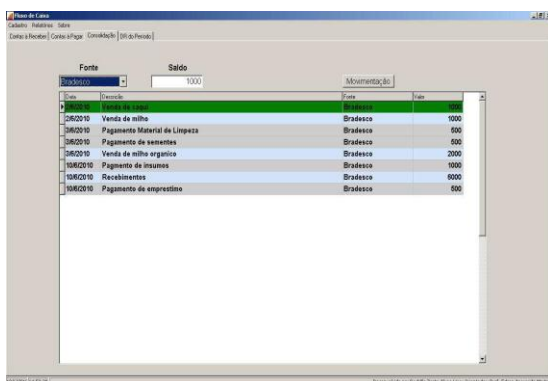 Fluxo de Caixa
Cadastro Relatórios Sobre
Contas a Receber Contas a Pagar Consolidação DR do Período
Fonte Saldo
Bradesco 1000 Movimentação
Data Descrição Fonte Valor
2/6/2010 Venda de caqui Bradesco 1000
2/6/2010 Venda de milho Bradesco 1000
3/6/2010 Pagamento Material de Limpeza Bradesco 500
3/6/2010 Pagamento de sementes Bradesco 500
3/6/2010 Venda de milho organico Bradesco 2000
10/6/2010 Pagmento de insumos Bradesco 1000
10/6/2010 Recebimentos Bradesco 6000
10/6/2010 Pagamento de emprestimo Bradesco 500